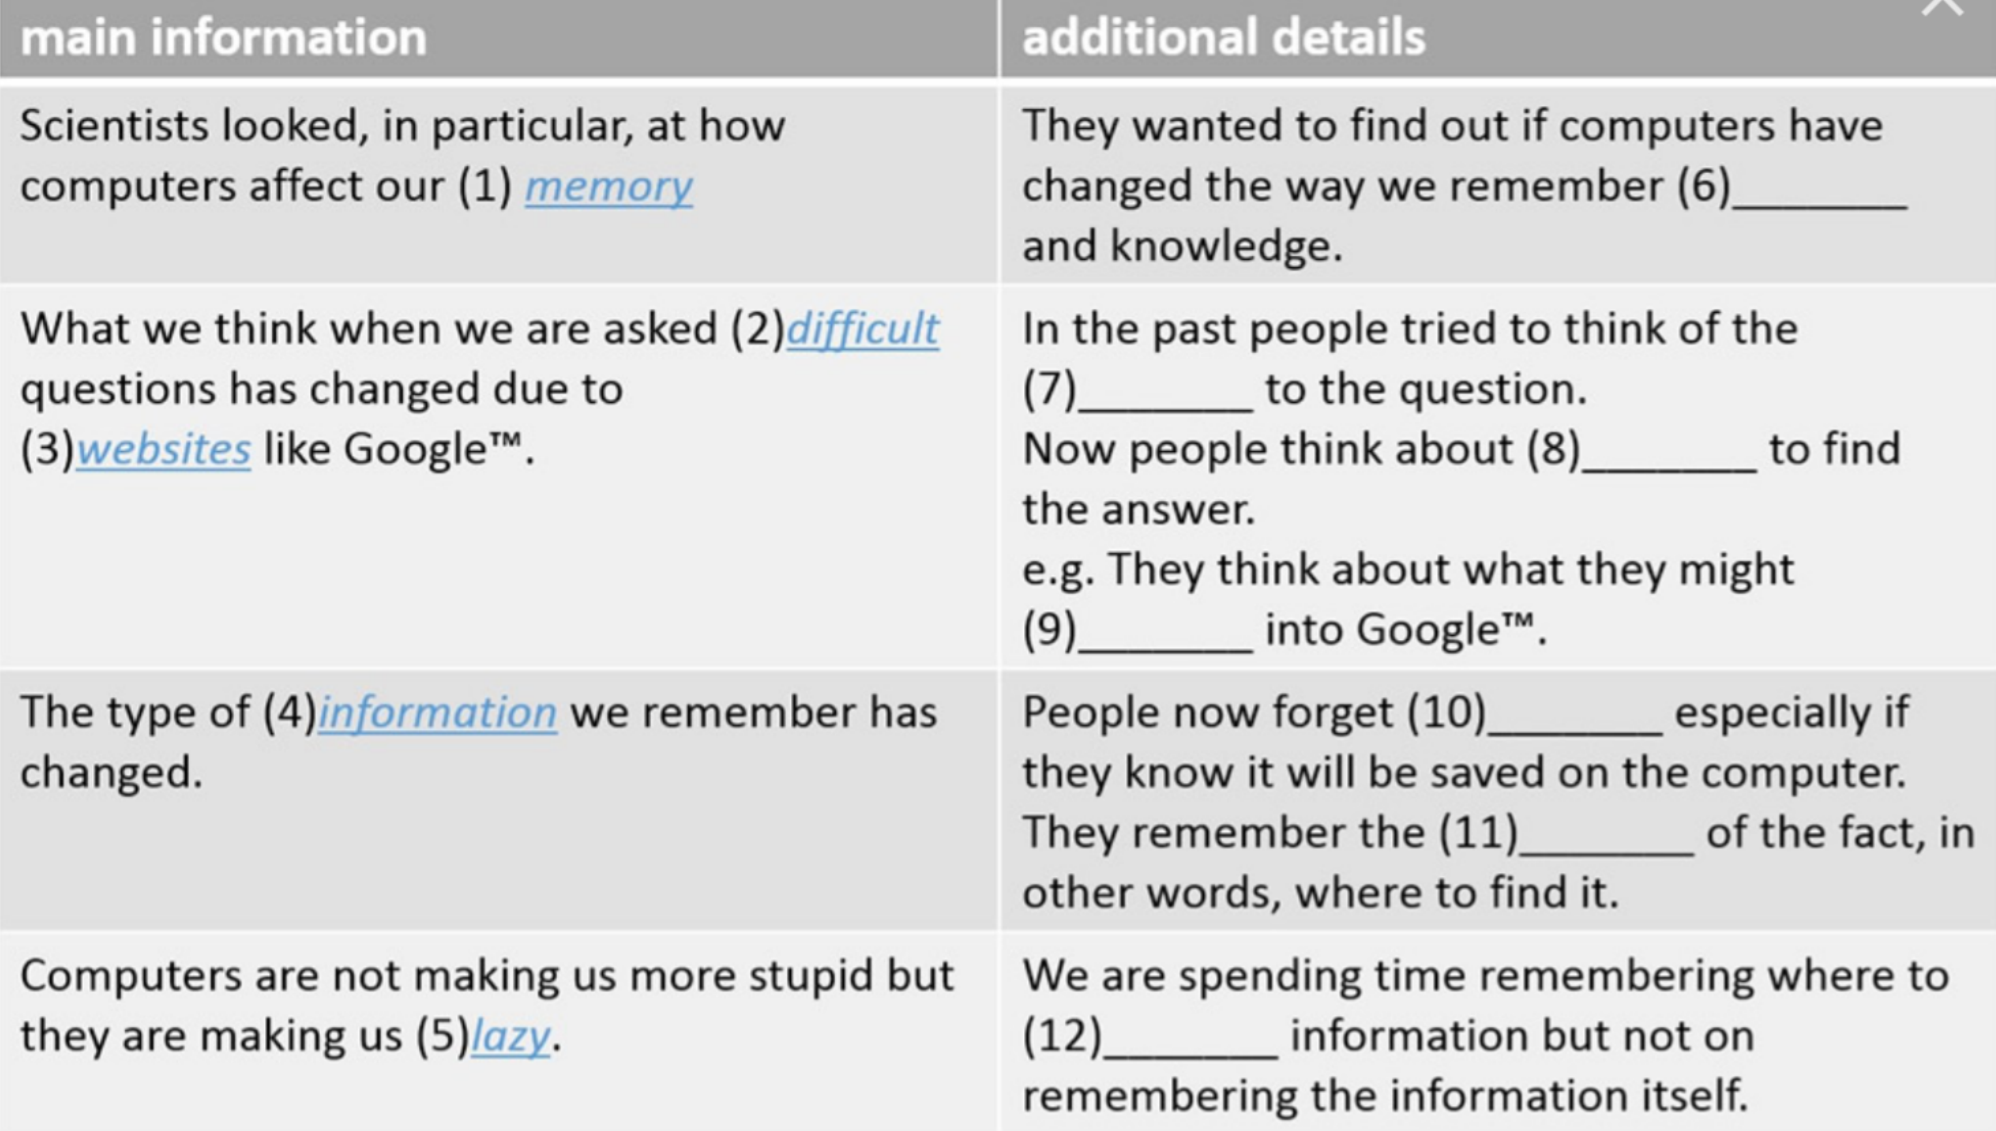 main information
additional details
Scientists looked, in particular, at how
computers affect our (1) memory
They wanted to find out if computers have
changed the way we remember (6)_______
and knowledge.
What we think when we are asked (2)difficult
questions has changed due to
(3)websites like Google™.
In the past people tried to think of the
(7)_______ to the question.
Now people think about (8)_______ to find
the answer.
e.g. They think about what they might
(9)_______ into Google™.
The type of (4)information we remember has
changed.
People now forget (10)_______ especially if
they know it will be saved on the computer.
They remember the (11)_______ of the fact, in
other words, where to find it.
Computers are not making us more stupid but
they are making us (5)lazy.
We are spending time remembering where to
(12)_______ information but not on
remembering the information itself.